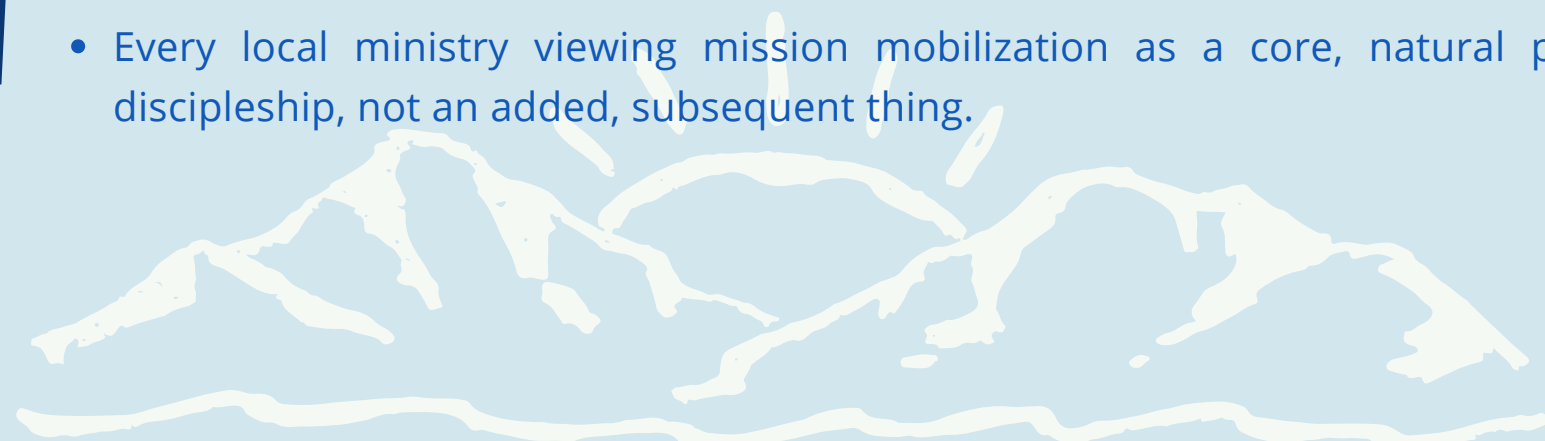 • Every local ministry viewing mission mobilization as a core, natural
discipleship, not an added, subsequent thing.